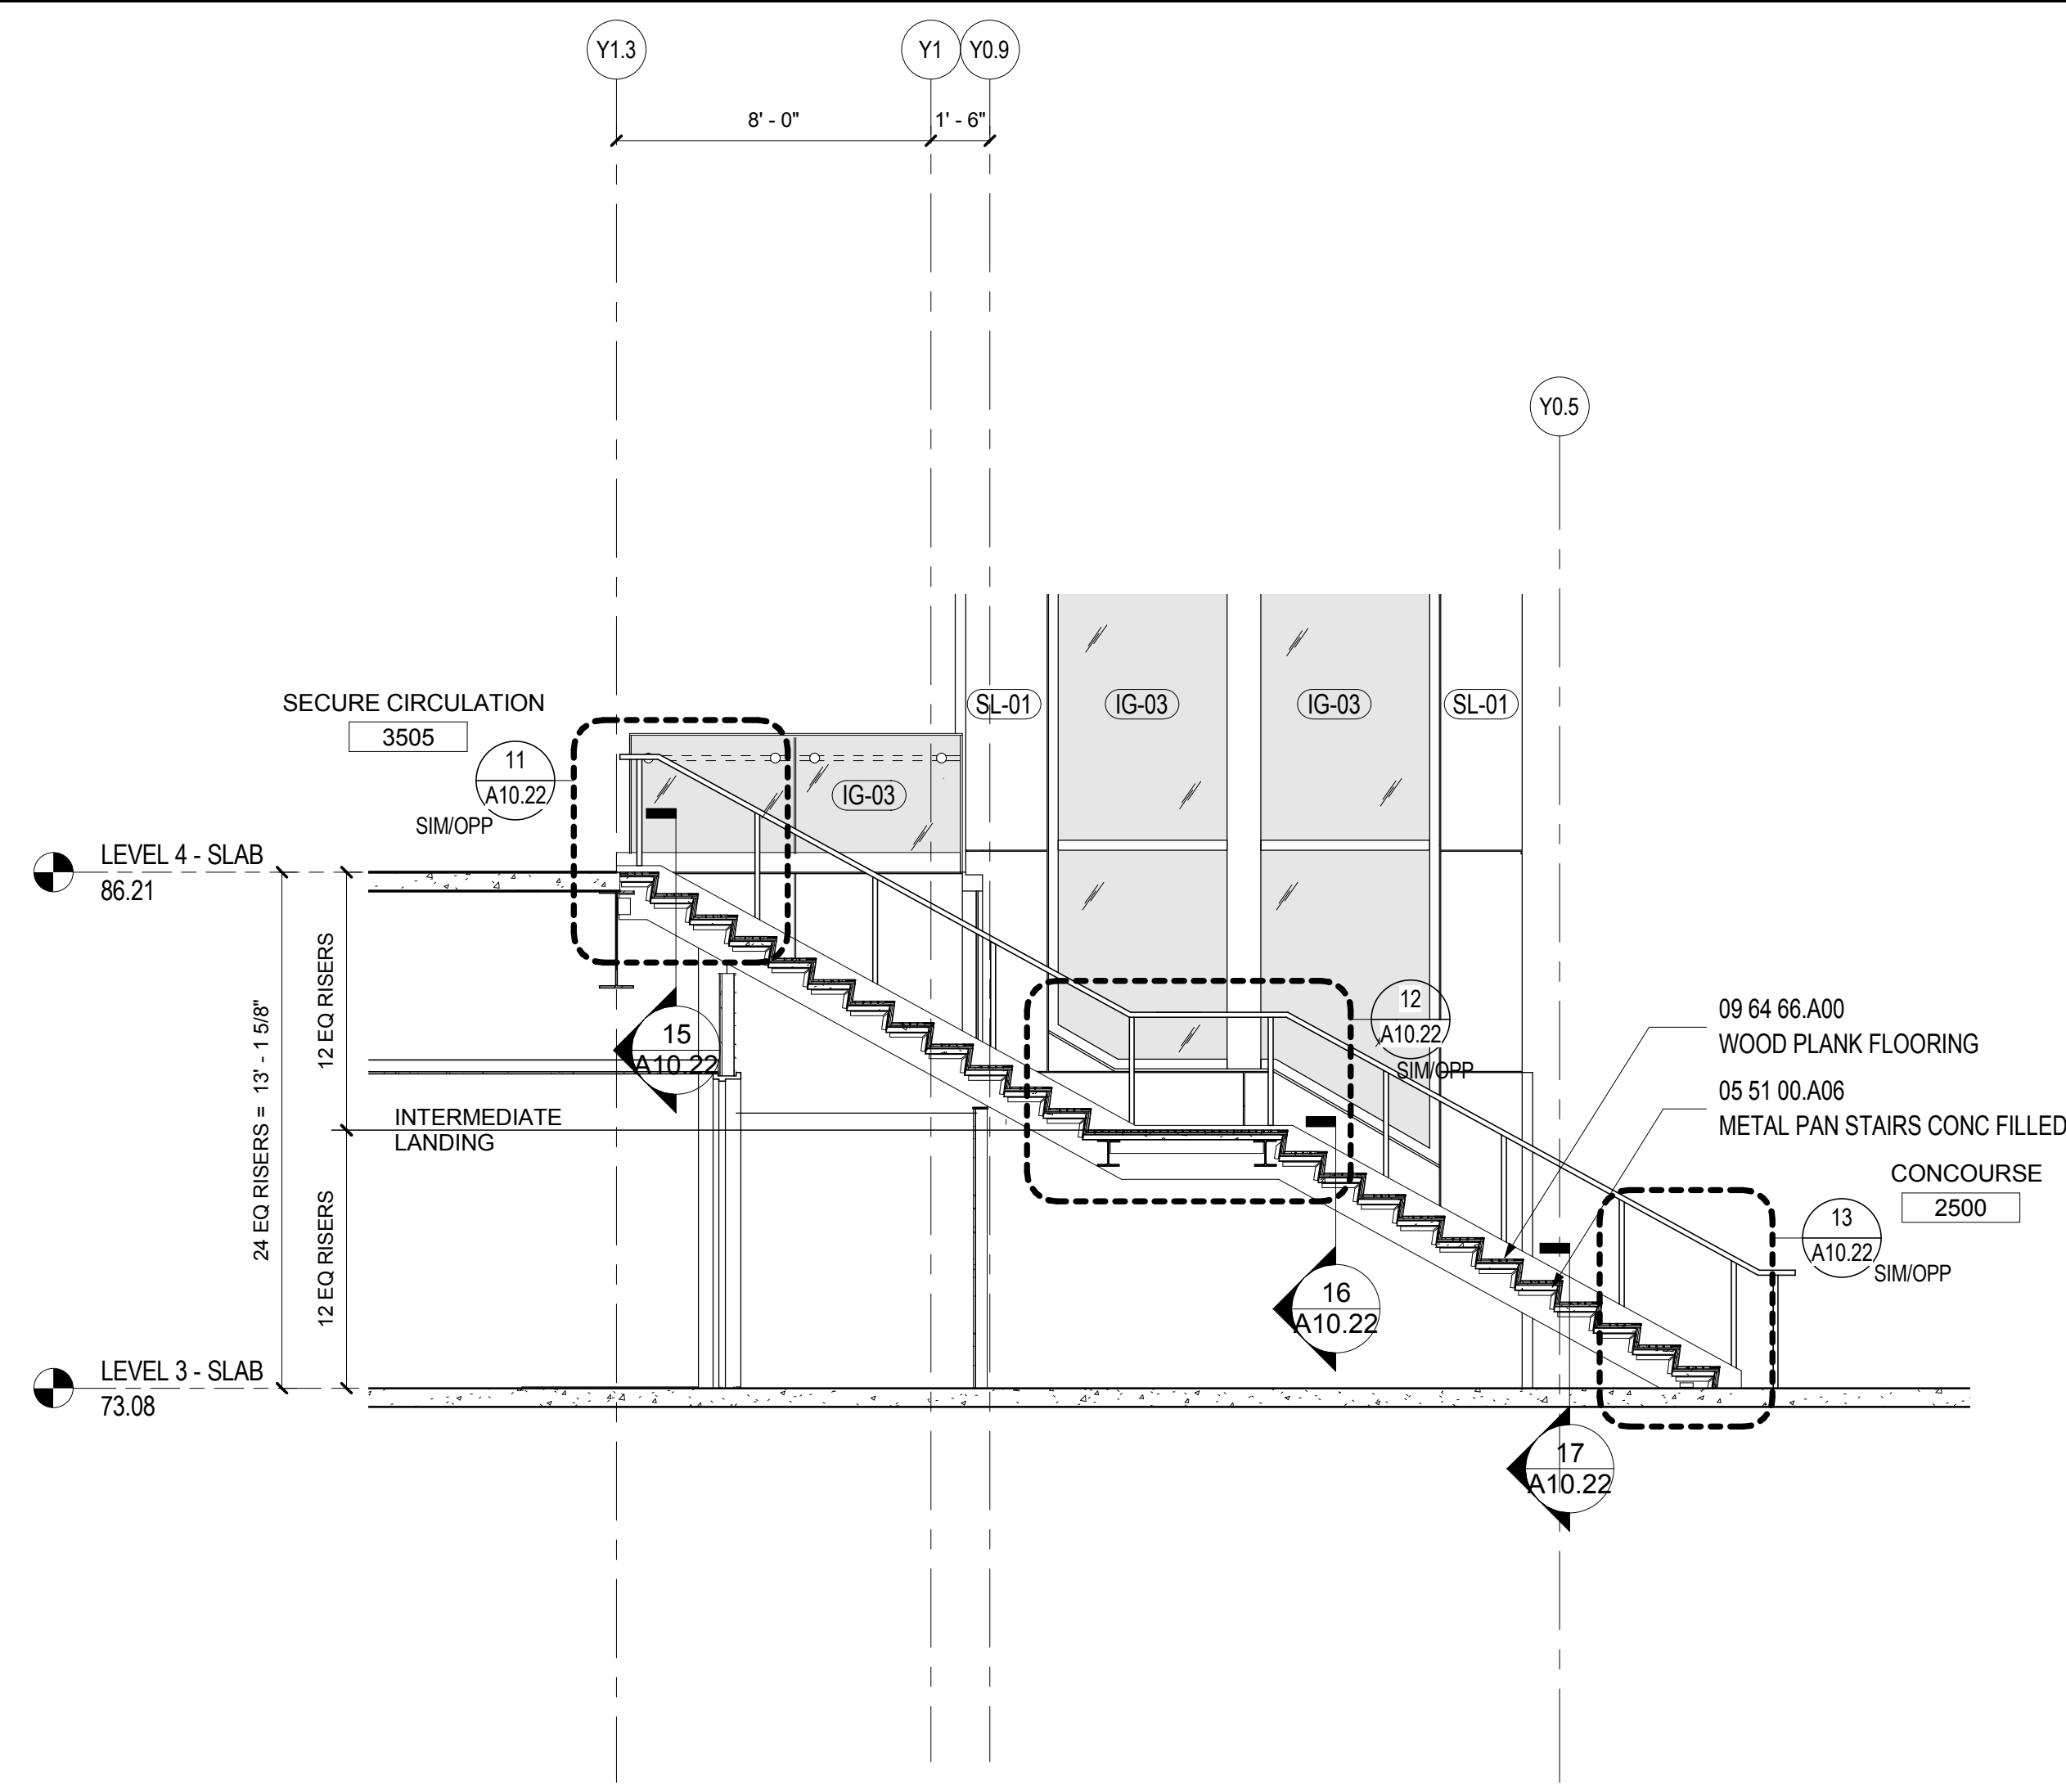 Y1.3
Y1
Y0.9
8' - 0"
1' - 6"
Y0.5
SECURE CIRCULATION
3505
11
A10.22
SIM/OPP
SL-01
IG-03
IG-03
SL-01
IG-03
LEVEL 4 - SLAB
86.21
12 EQ RISERS
24 EQ RISERS = 13' - 1 5/8"
12 EQ RISERS
15
A10.22
INTERMEDIATE
LANDING
12
A10.22
SIM/OPP
09 64 66.A00
WOOD PLANK FLOORING
05 51 00.A06
METAL PAN STAIRS CONC FILLED
CONCOURSE
2500
13
A10.22
SIM/OPP
16
A10.22
LEVEL 3 - SLAB
73.08
17
A10.22